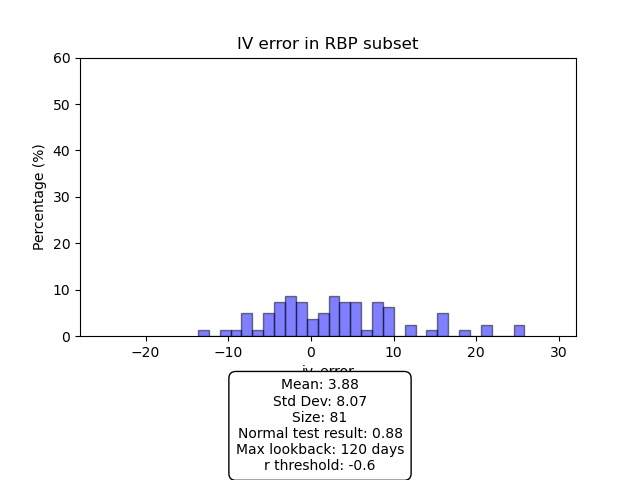 IV error in RBP subset
Percentage (%)
60
50
40
30
20
10
0
−20
−10
0
10
20
30
iv_error
Mean: 3.88
Std Dev: 8.07
Size: 81
Normal test result: 0.88
Max lookback: 120 days
r threshold: -0.6